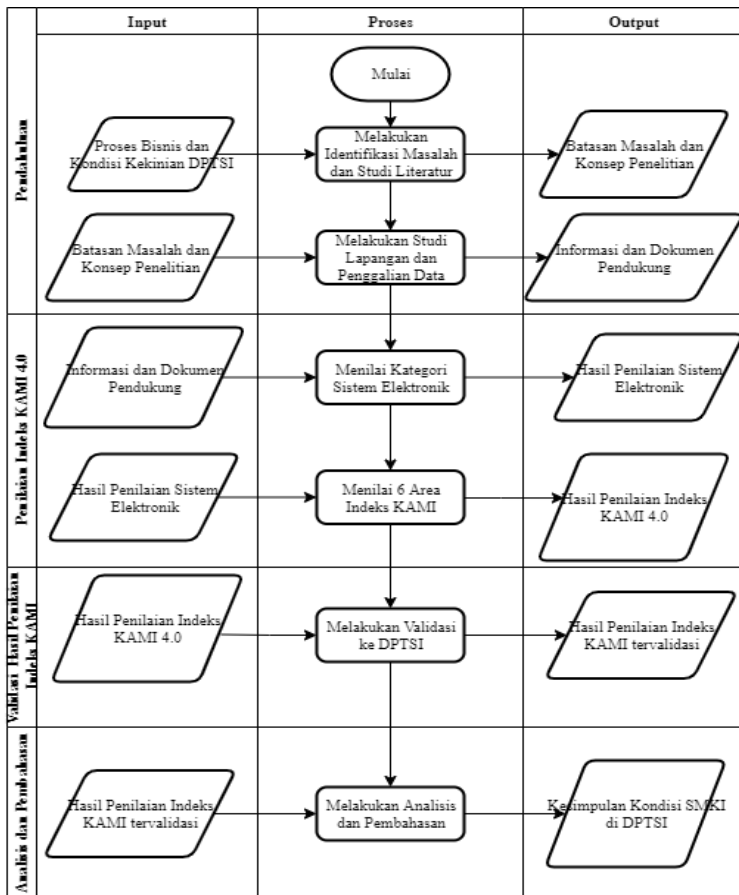 Input
Proses
Output
Pendahuluan
Mulai
Proses Bisnis dan
Kondisi Kekinian DPTSI
Melakukan
Identifikasi Masalah
dan Studi Literatur
Batasan Masalah dan
Konsep Penelitian
Batasan Masalah dan
Konsep Penelitian
Melakukan Studi
Lapangan dan
Penggalian Data
Informasi dan Dokumen
Pendukung
Penilaian Indeks KAMI 4.0
Informasi dan Dokumen
Pendukung
Menilai Kategori
Sistem Elektronik
Hasil Penilaian Sistem
Elektronik
Hasil Penilaian Sistem
Elektronik
Menilai 6 Area
Indeks KAMI
Hasil Penilaian Indeks
KAMI 4.0
Validasi Hasil Penilaian
Indeks KAMI
Hasil Penilaian Indeks
KAMI 4.0
Melakukan Validasi
ke DPTSI
Hasil Penilaian Indeks
KAMI tervalidasi
Analisis dan Pembahasan
Hasil Penilaian Indeks
KAMI tervalidasi
Melakukan Analisis
dan Pembahasan
Kesimpulan Kondisi SMKI
di DPTSI